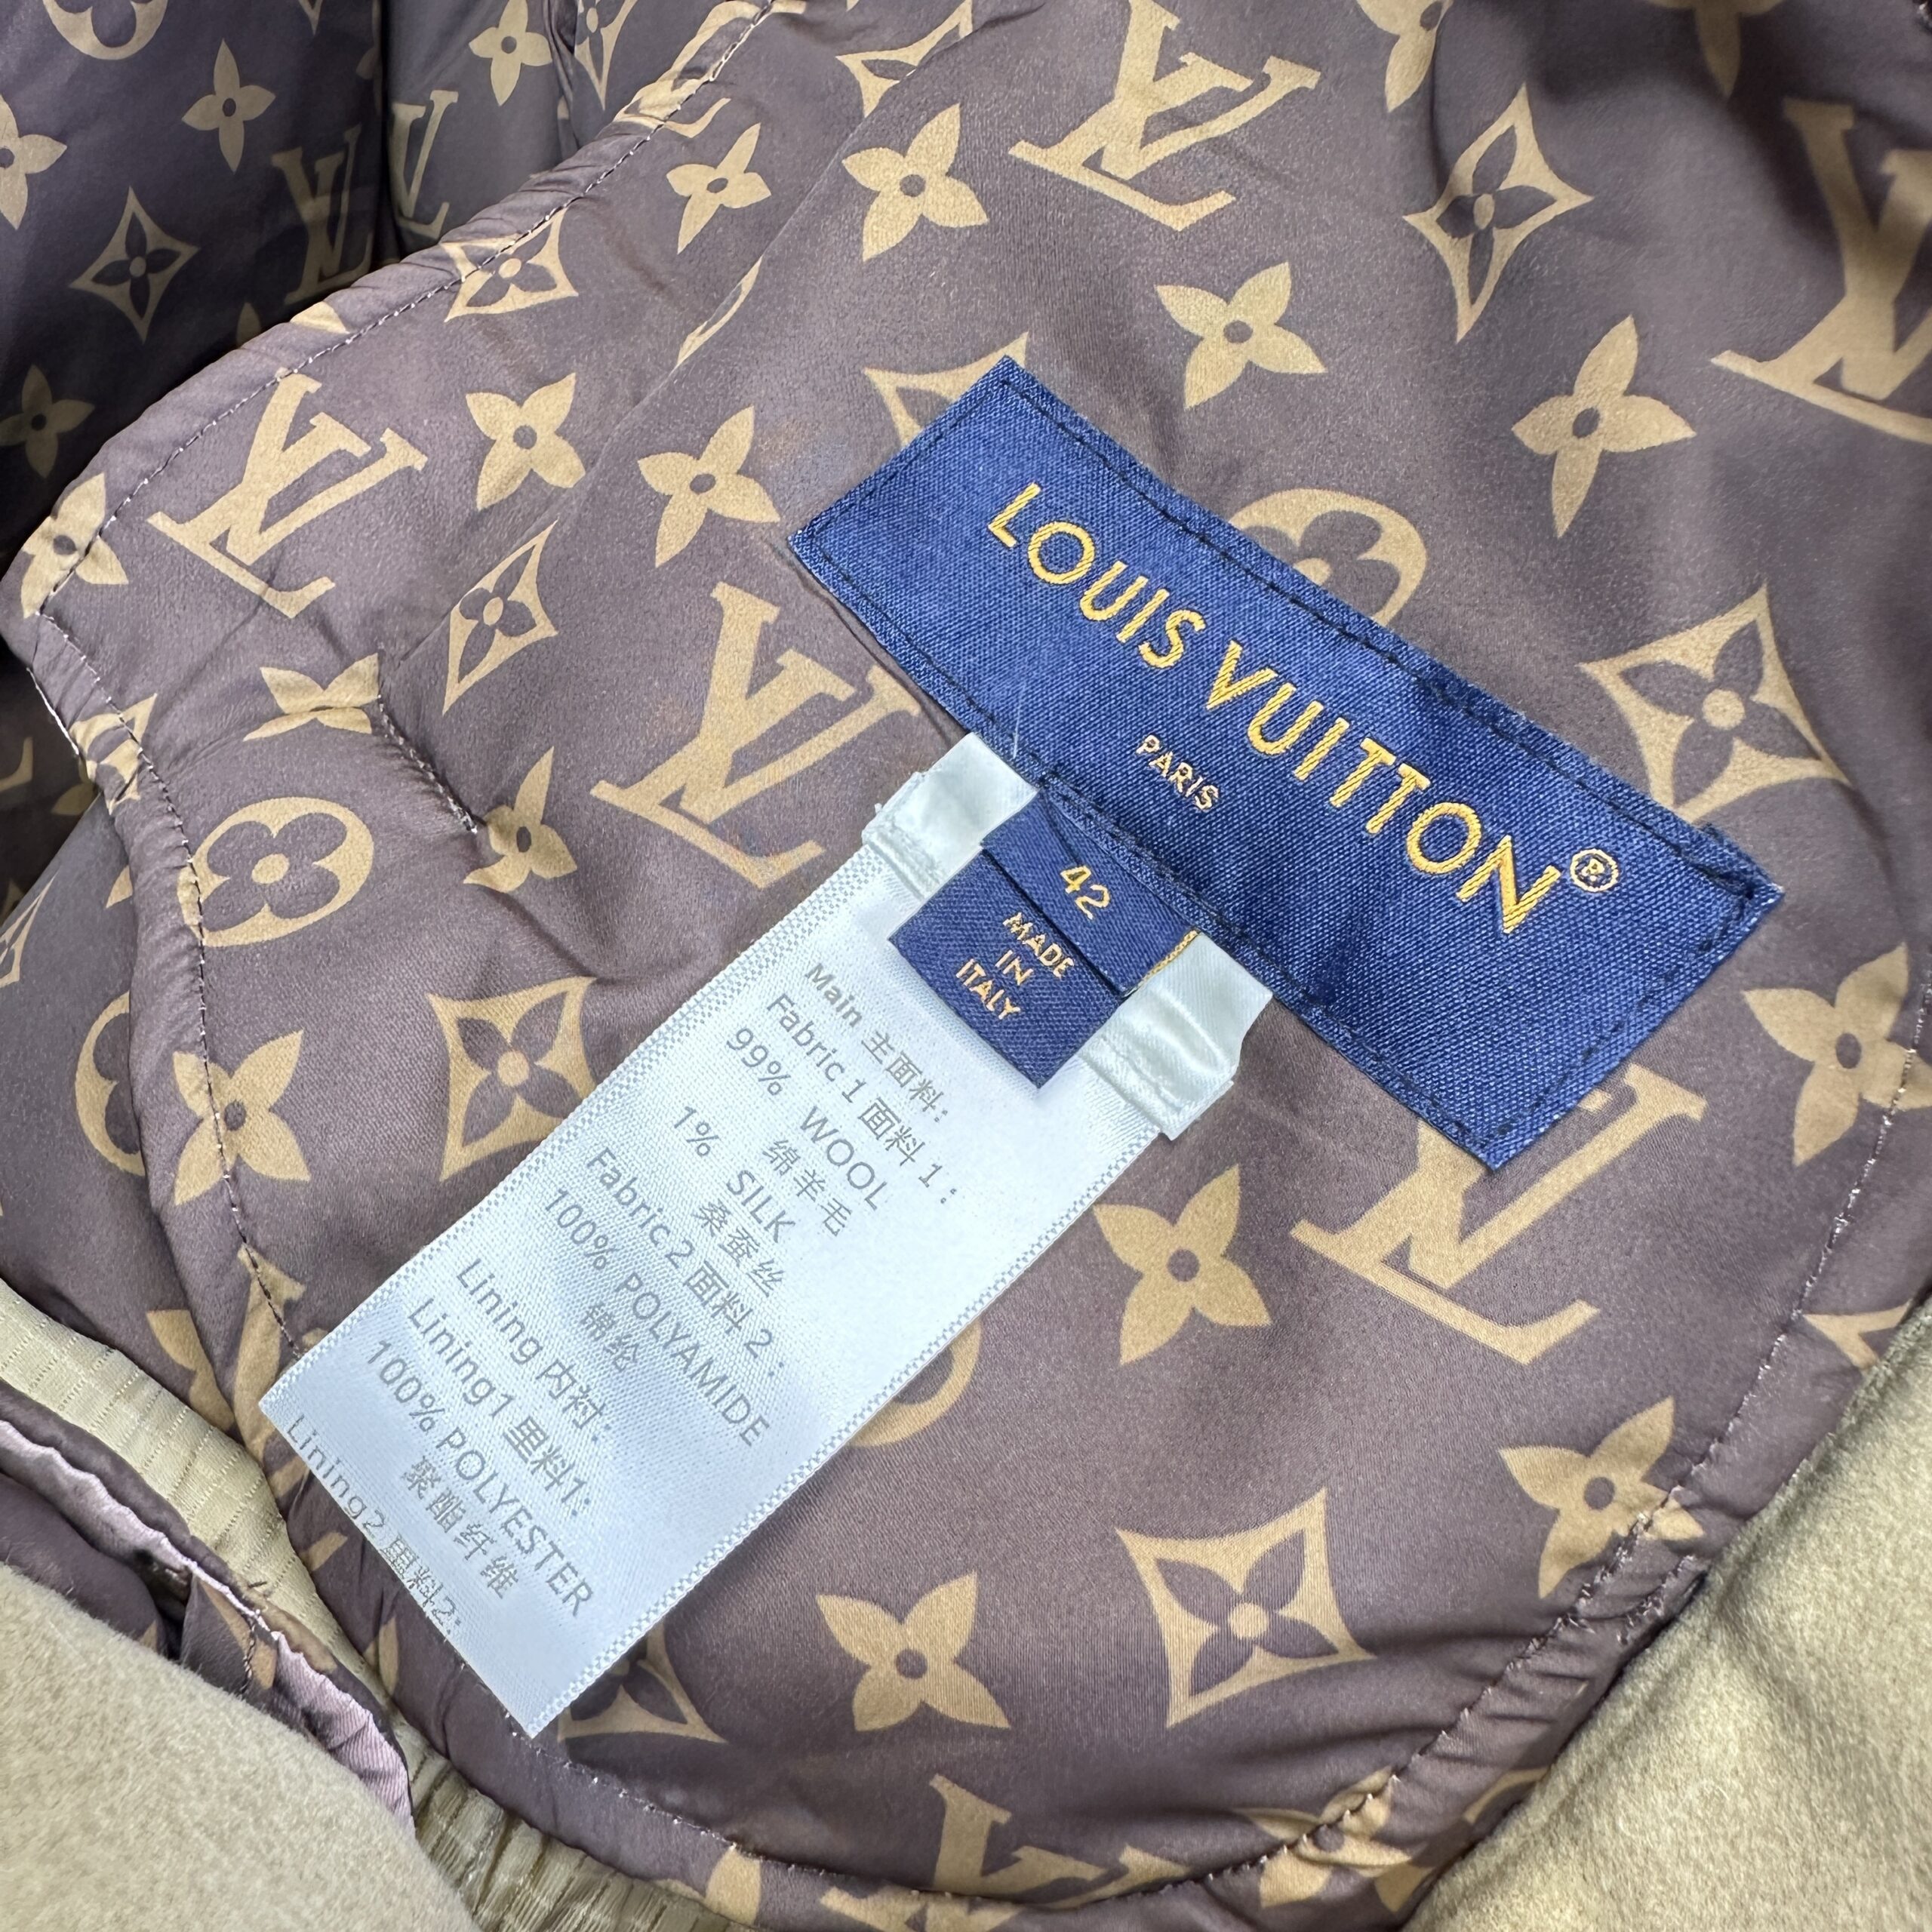 LOUIS VUITTON®
PARIS
42
MADE
IN
ITALY
Main 主面料:
Fabric 1 面料 1:
99% WOOL
绵羊毛
1% SILK
桑蚕丝
Fabric 2 面料 2:
100% POLYAMIDE
锦纶
Lining 内衬:
Lining1 里料1:
100% POLYESTER
聚酯纤维
Lining2 里料2: